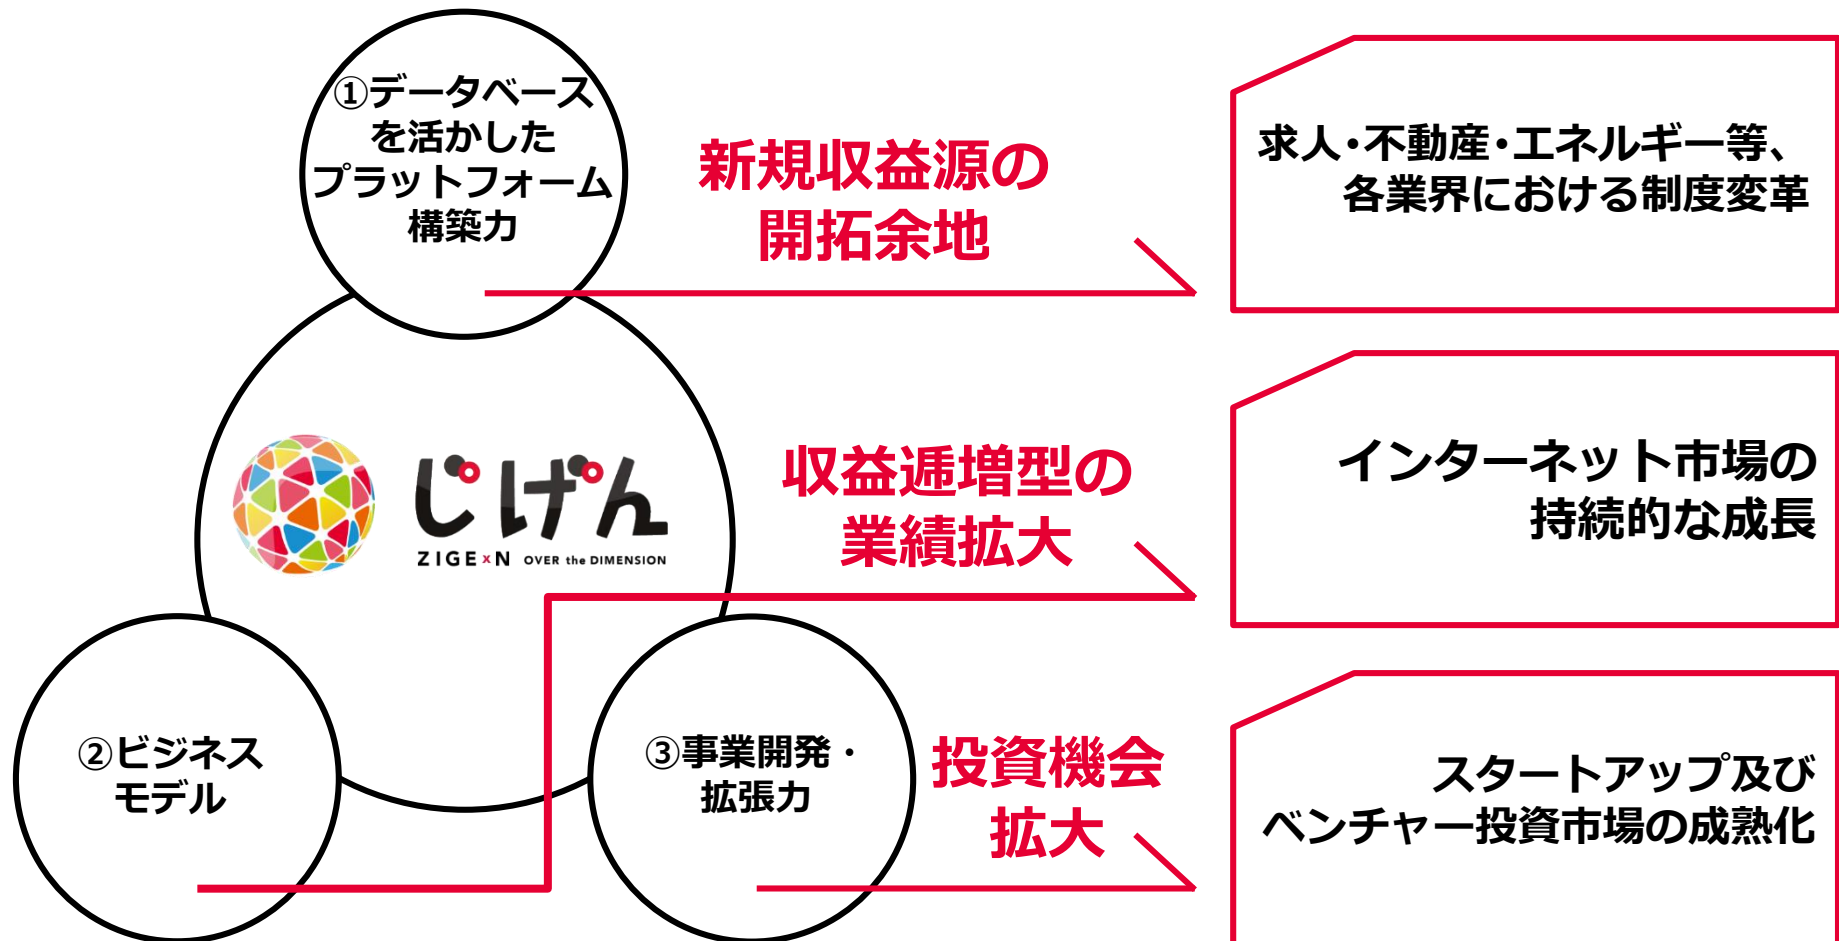 ①データベース
を活かした
プラットフォーム
構築力
新規収益源の
開拓余地
求人・不動産・エネルギー等、
各業界における制度変革
じげん
ZIGExN OVER the DIMENSION
収益逓増型の
業績拡大
インターネット市場の
持続的な成長
②ビジネス
モデル
③事業開発・
拡張力
投資機会
拡大
スタートアップ及び
ベンチャー投資市場の成熟化